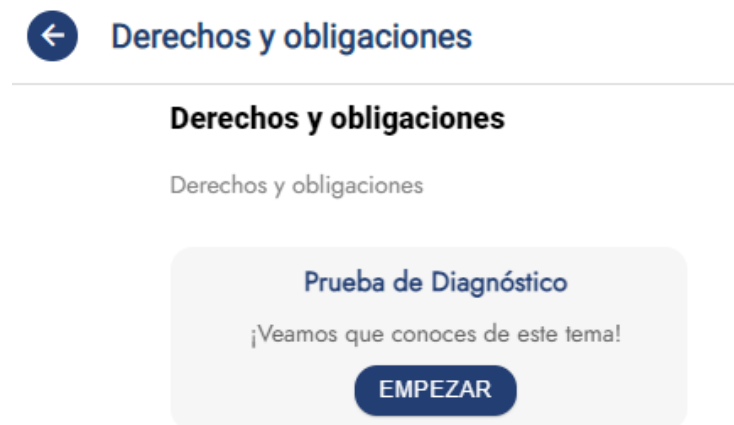 Derechos y obligaciones
Derechos y obligaciones
Derechos y obligaciones
Prueba de Diagnóstico
¡Veamos que conoces de este tema!
EMPEZAR